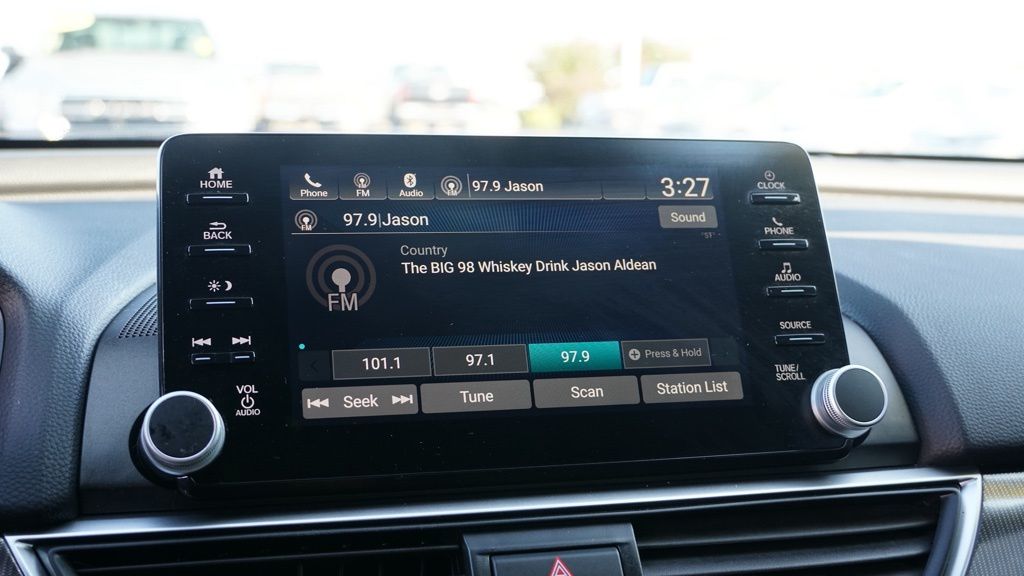 HOME
BACK
VOL
AUDIO
Phone
FM
Audio
97.9 Jason
3:27
FM
97.9|Jason
Sound
"ST"
Country
The BIG 98 Whiskey Drink Jason Aldean
FM
101.1
97.1
97.9
Press & Hold
Seek
Tune
Scan
Station List
CLOCK
PHONE
AUDIO
SOURCE
TUNE/
SCROLL